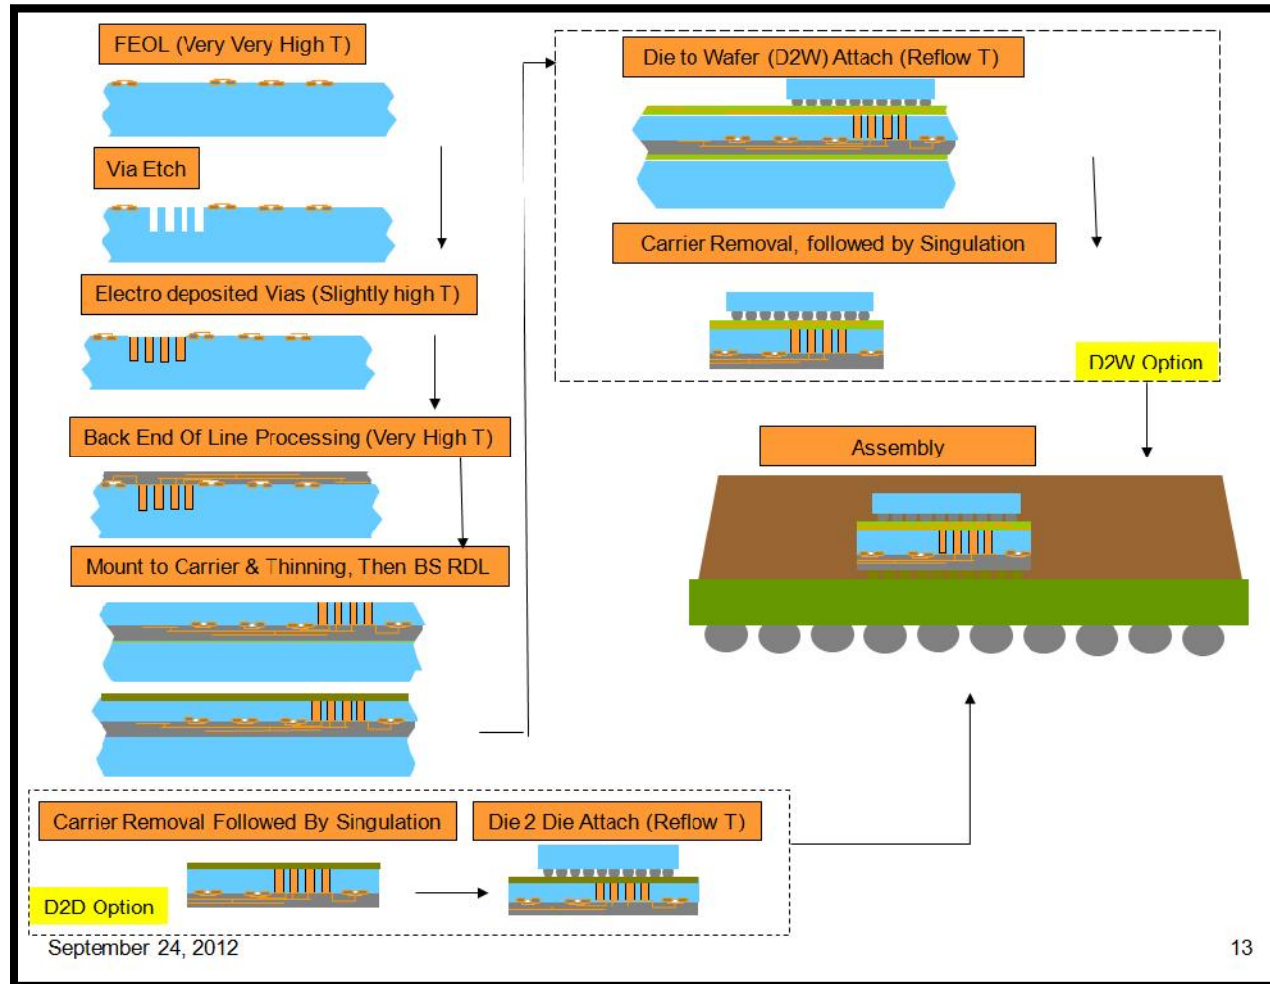 FEOL (Very Very High T)
Via Etch
Electro deposited Vias (Slightly high T)
Back End Of Line Processing (Very High T)
Mount to Carrier & Thinning, Then BS RDL
Carrier Removal Followed By Singulation
Die 2 Die Attach (Reflow T)
D2D Option
Die to Wafer (D2W) Attach (Reflow T)
Carrier Removal, followed by Singulation
D2W Option
Assembly
September 24, 2012
13